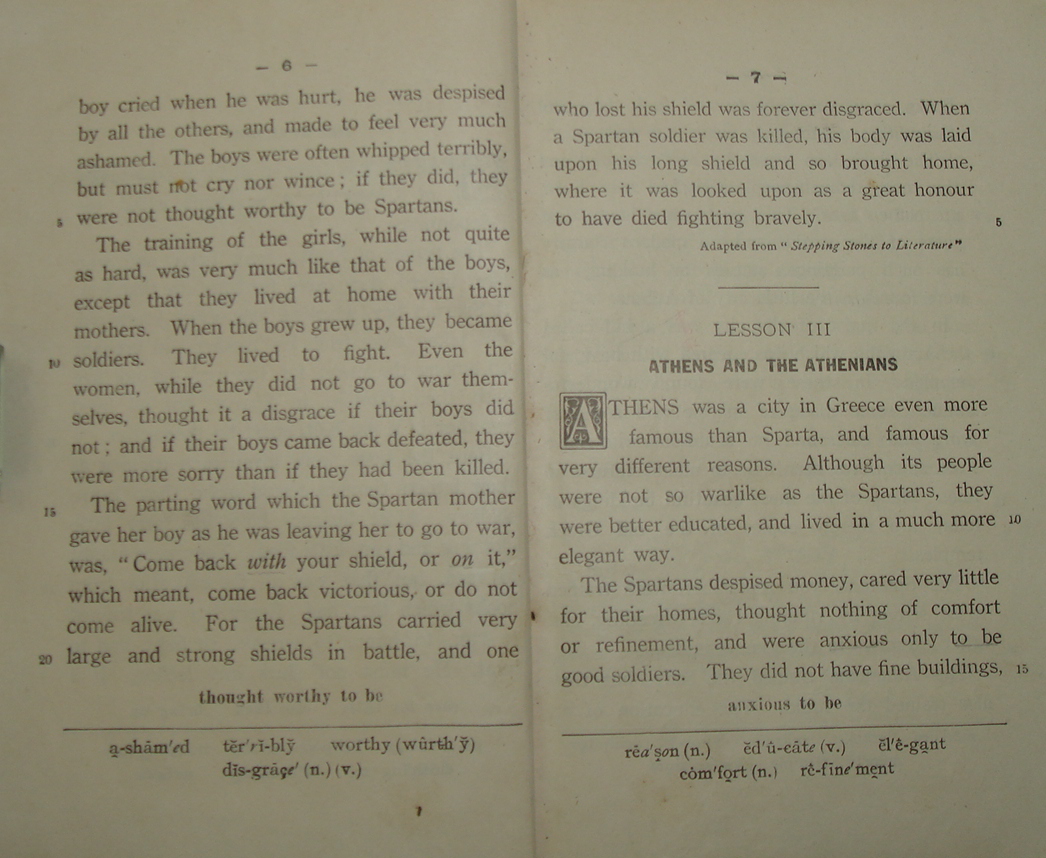 — 6 —
boy cried when he was hurt, he was despised
by all the others, and made to feel very much
ashamed. The boys were often whipped terribly,
but must not cry nor wince; if they did, they
5 were not thought worthy to be Spartans.
The training of the girls, while not quite
as hard, was very much like that of the boys,
except that they lived at home with their
mothers. When the boys grew up, they became
10 soldiers. They lived to fight. Even the
women, while they did not go to war them-
selves, thought it a disgrace if their boys did
not; and if their boys came back defeated, they
were more sorry than if they had been killed.
15 The parting word which the Spartan mother
gave her boy as he was leaving her to go to war,
was, "Come back with your shield, or on it,"
which meant, come back victorious, or do not
come alive. For the Spartans carried very
20 large and strong shields in battle, and one
thought worthy to be
a̤-shām′ed tĕr′rĭ-blў worthy (wûrth′ў)
dĭs-grāçe′ (n.) (v.)
— 7 —
who lost his shield was forever disgraced. When
a Spartan soldier was killed, his body was laid
upon his long shield and so brought home,
where it was looked upon as a great honour
to have died fighting bravely. 5
Adapted from "Stepping Stones to Literature"
LESSON III
ATHENS AND THE ATHENIANS
ATHENS was a city in Greece even more
famous than Sparta, and famous for
very different reasons. Although its people
were not so warlike as the Spartans, they
were better educated, and lived in a much more 10
elegant way.
The Spartans despised money, cared very little
for their homes, thought nothing of comfort
or refinement, and were anxious only to be
good soldiers. They did not have fine buildings, 15
anxious to be
rēa′s̱on (n.) ĕd′û-cāte (v.) ĕl′ê-ga̤nt
cȯm′fo̤rt (n.) rê-fīne′me̤nt